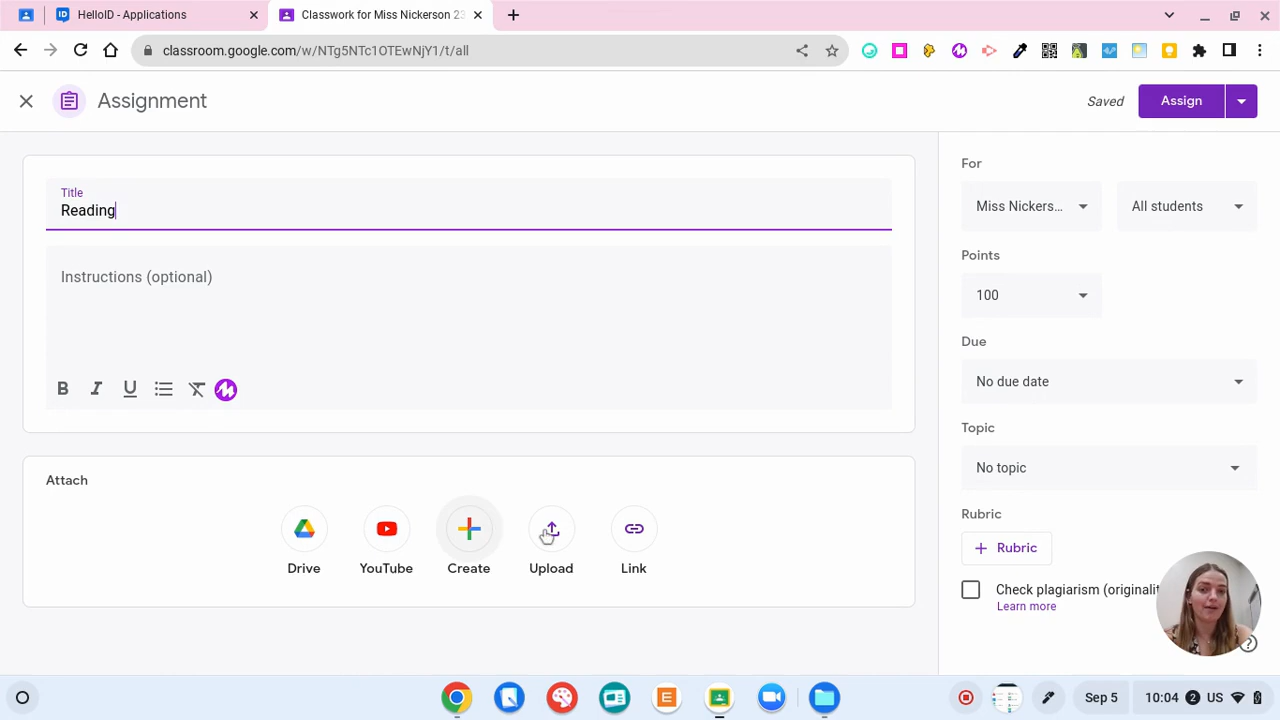 HelloID - Applications
Classwork for Miss Nickerson 23
classroom.google.com/w/NTg5NTc1OTEwNjY1/t/all
Assignment
Saved
Assign
Title
Reading
Instructions (optional)
B I U
Attach
Drive
YouTube
Create
Upload
Link
For
Miss Nickers...
All students
Points
100
Due
No due date
Topic
No topic
Rubric
+ Rubric
Check plagiarism (originalit
Learn more
Sep 5
10:04
2
US